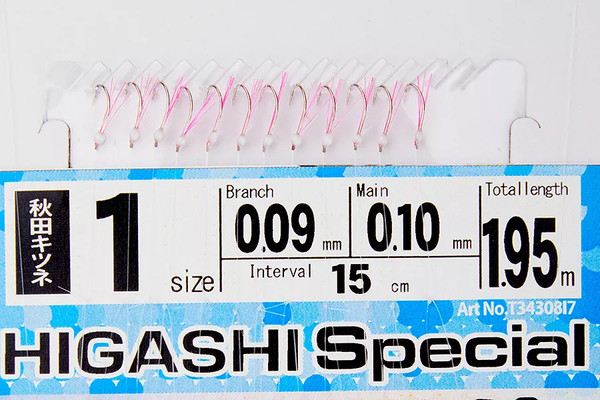 秋田キツネ
1 size
Branch
0.09 mm
Main
0.10 mm
Interval 15 cm
Total length
1.95 m
Art No.T3430817
HIGASHI Special